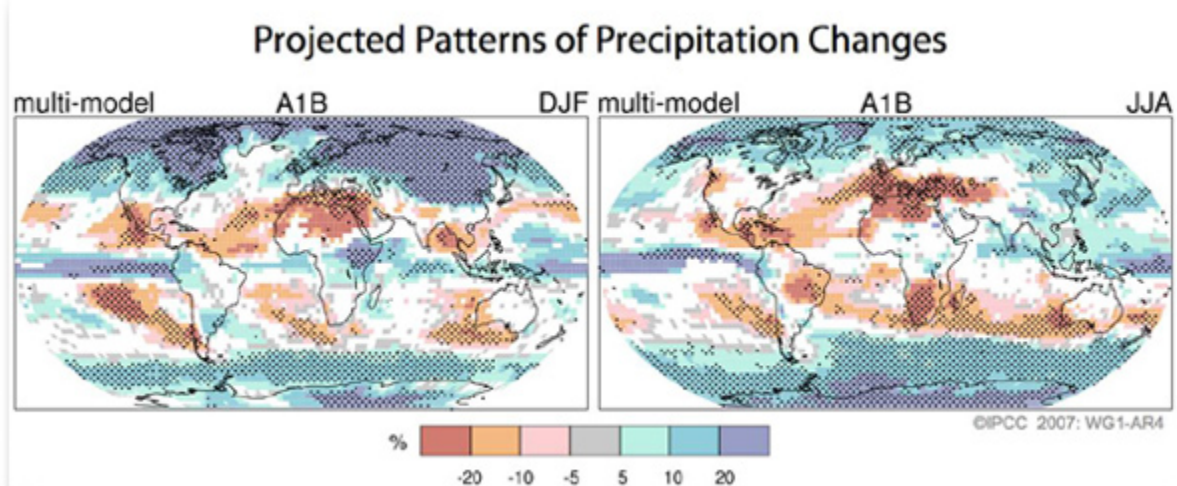 Projected Patterns of Precipitation Changes
multi-model A1B DJF multi-model A1B JJA
©IPCC 2007: WG1-AR4
%
-20 -10 -5 5 10 20